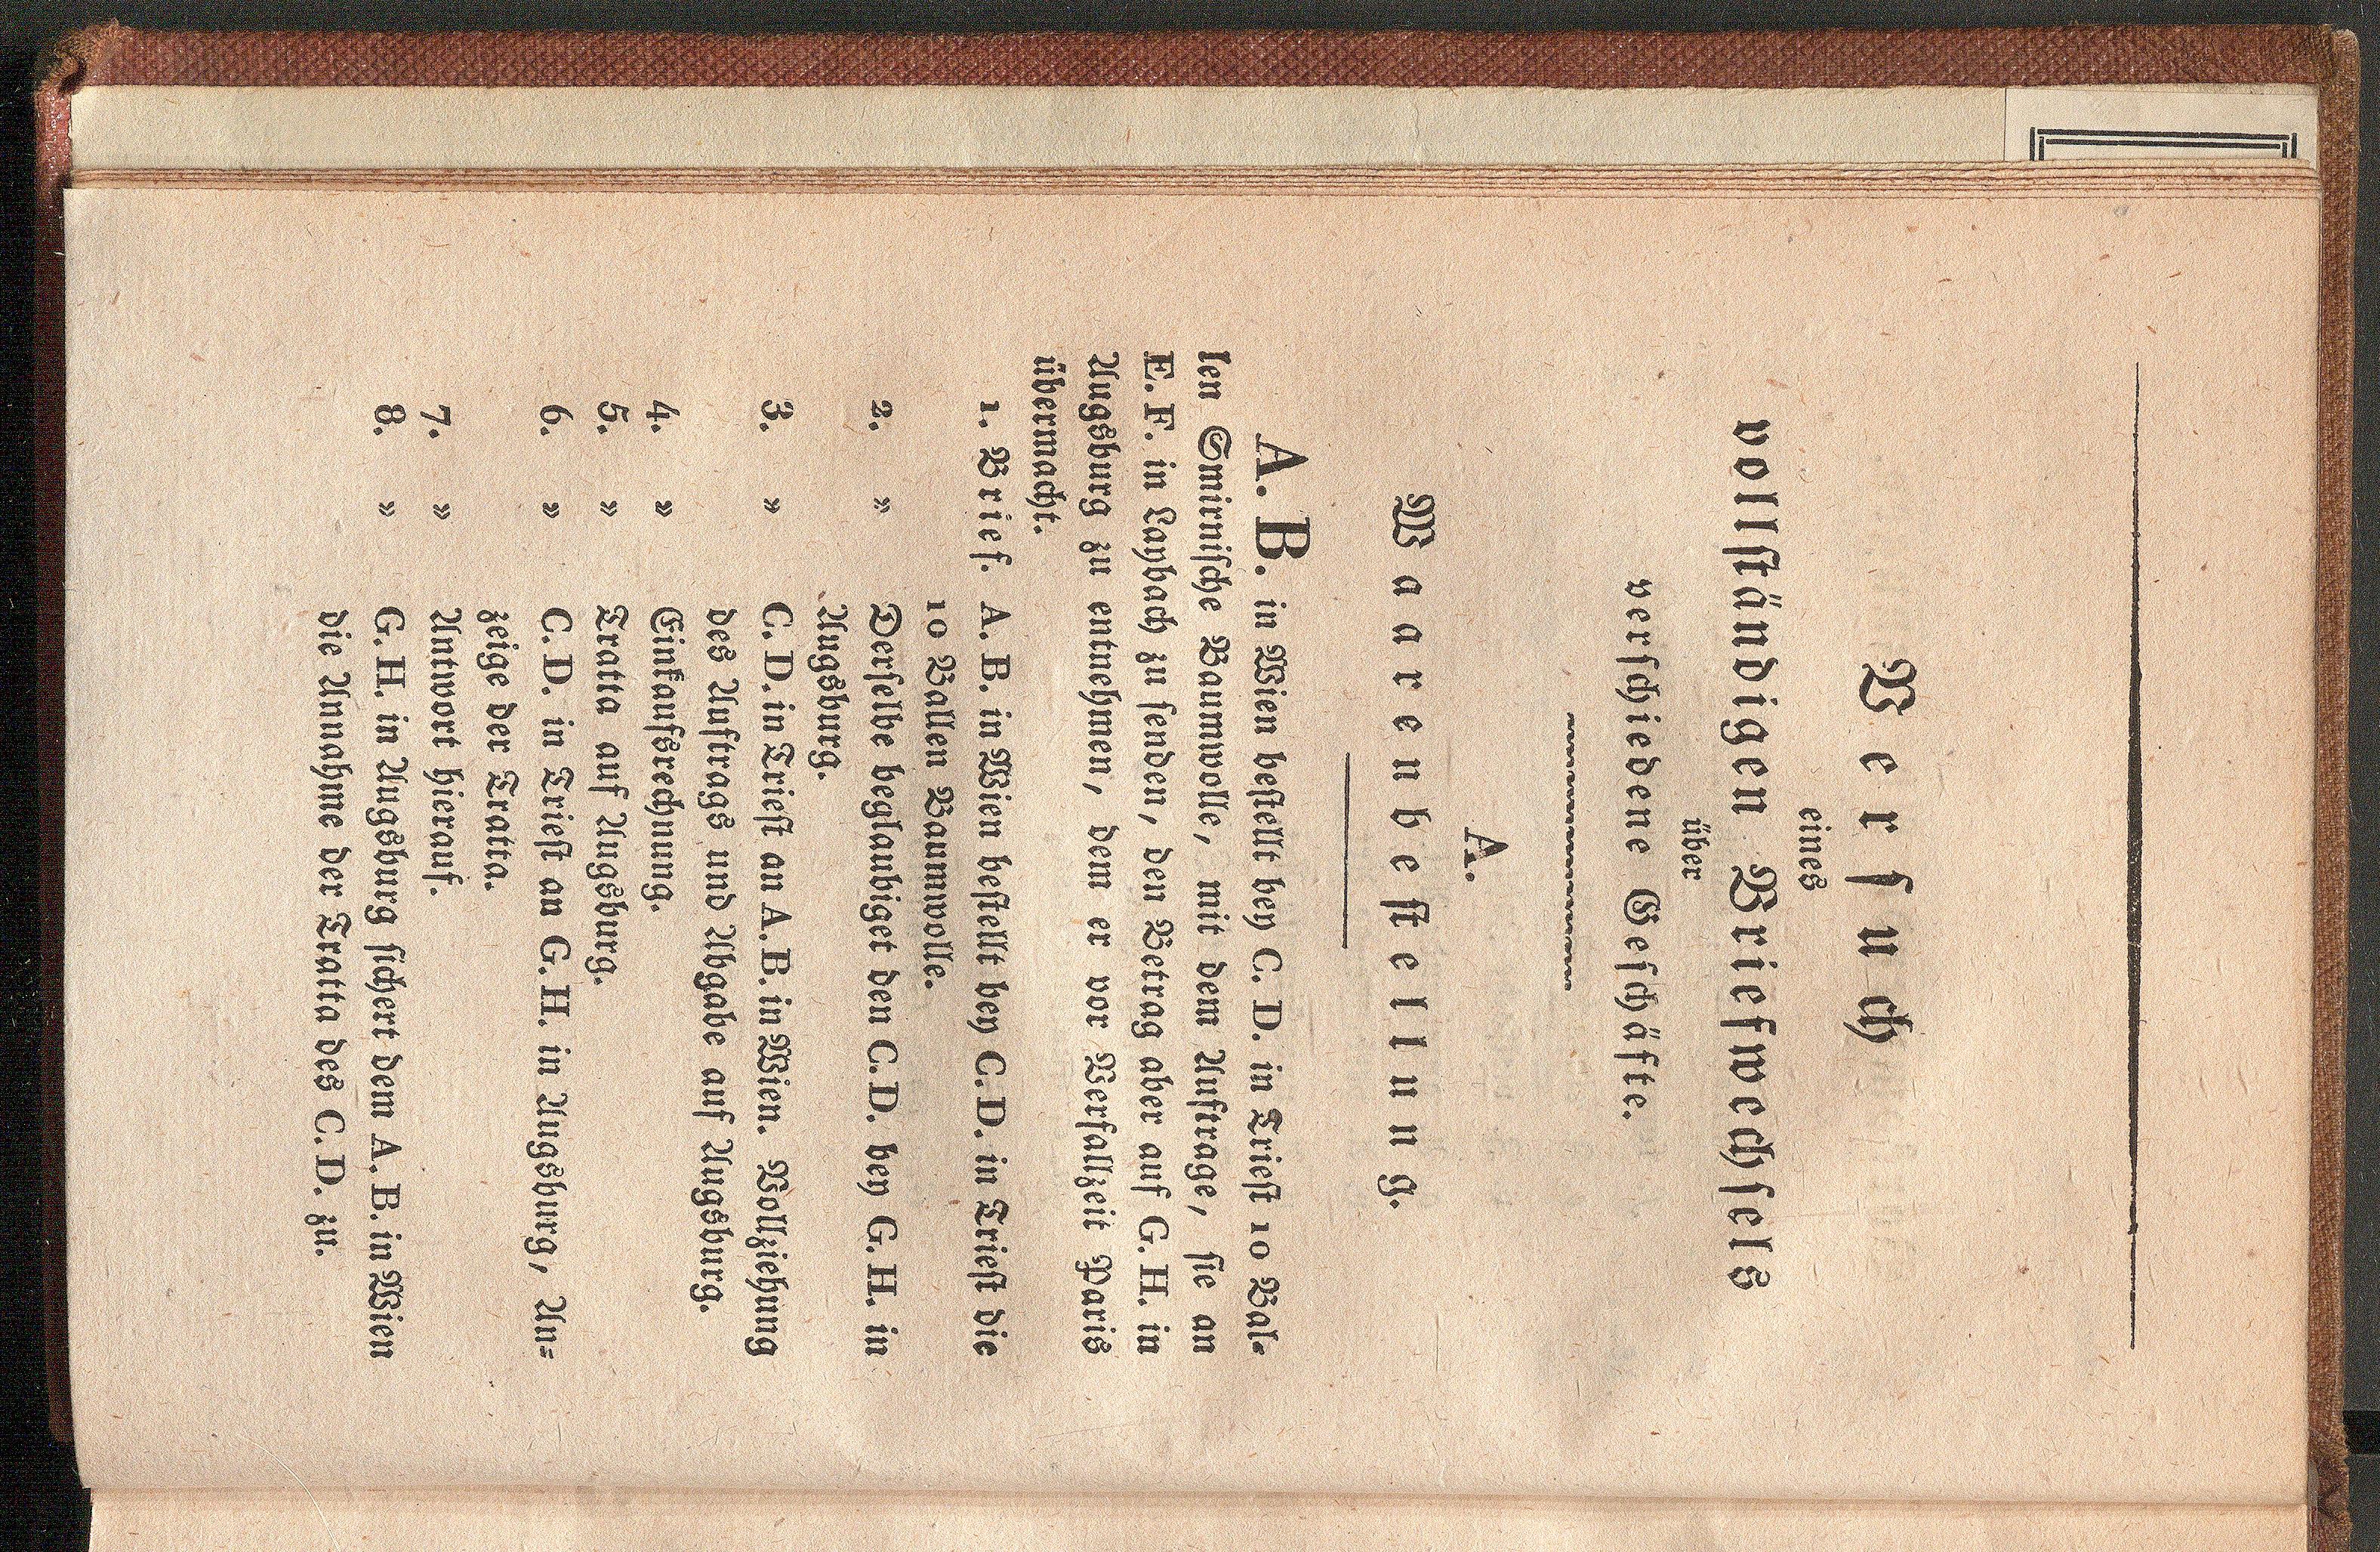 Versuch
eines
vollständigen Briefwechsels
über
verschiedene Geschäfte.
A.
Waarenbestellung.
A. B. in Wien bestellt bey C. D. in Triest 10 Bal-
len Smirnische Baumwolle, mit dem Auftrage, sie an
E. F. in Laybach zu senden, den Betrag aber auf G. H. in
Augsburg zu entnehmen, dem er vor Verfallzeit Paris
übermacht.
1. Brief. A. B. in Wien bestellt bey C. D. in Triest die
10 Ballen Baumwolle.
2. » Derselbe beglaubiget den C. D. bey G. H. in
Augsburg.
3. » C. D. in Triest an A. B. in Wien. Vollziehung
des Auftrags und Abgabe auf Augsburg.
4. » Einkaufsrechnung.
5. » Tratta auf Augsburg.
6. » C. D. in Triest an G. H. in Augsburg, An-
zeige der Tratta.
7. » Antwort hierauf.
8. » G. H. in Augsburg sichert dem A. B. in Wien
die Annahme der Tratta des C. D. zu.